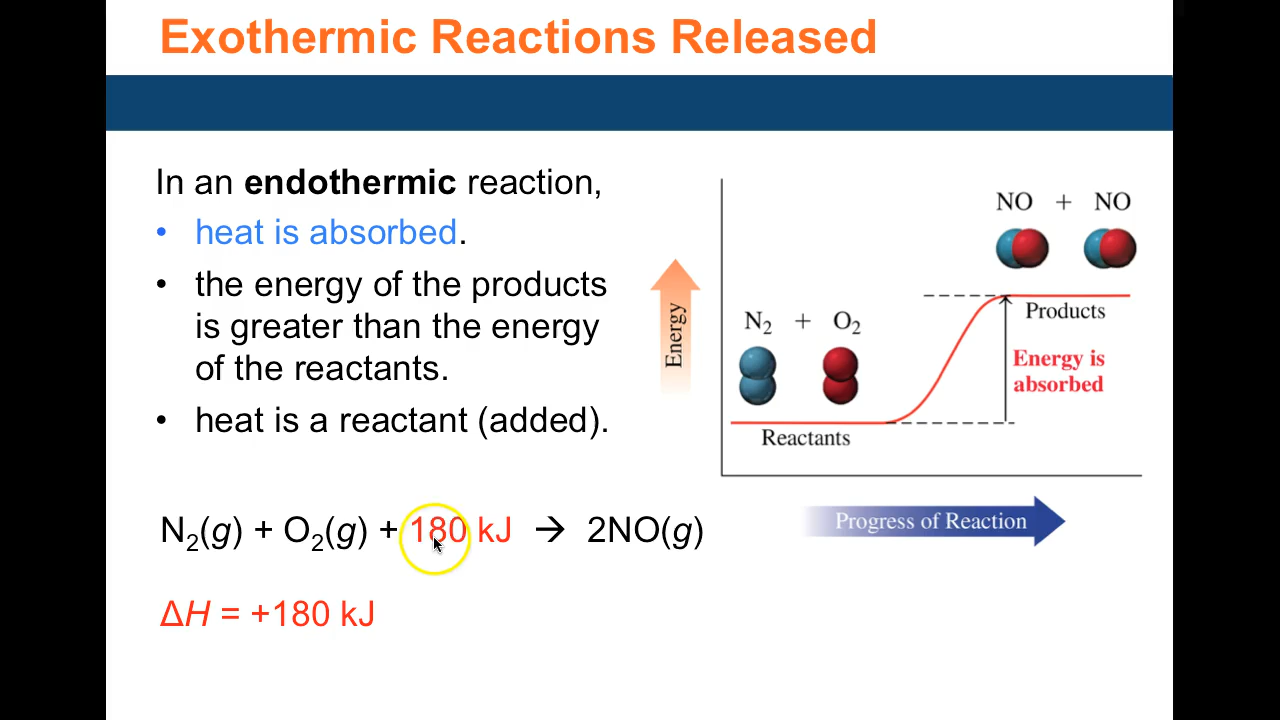 Exothermic Reactions Released
In an endothermic reaction,
• heat is absorbed.
• the energy of the products
is greater than the energy
of the reactants.
• heat is a reactant (added).
N₂(g) + O₂(g) + 180 kJ → 2NO(g)
ΔH = +180 kJ
Energy
NO + NO
N₂ + O₂
Products
Energy is
absorbed
Reactants
Progress of Reaction